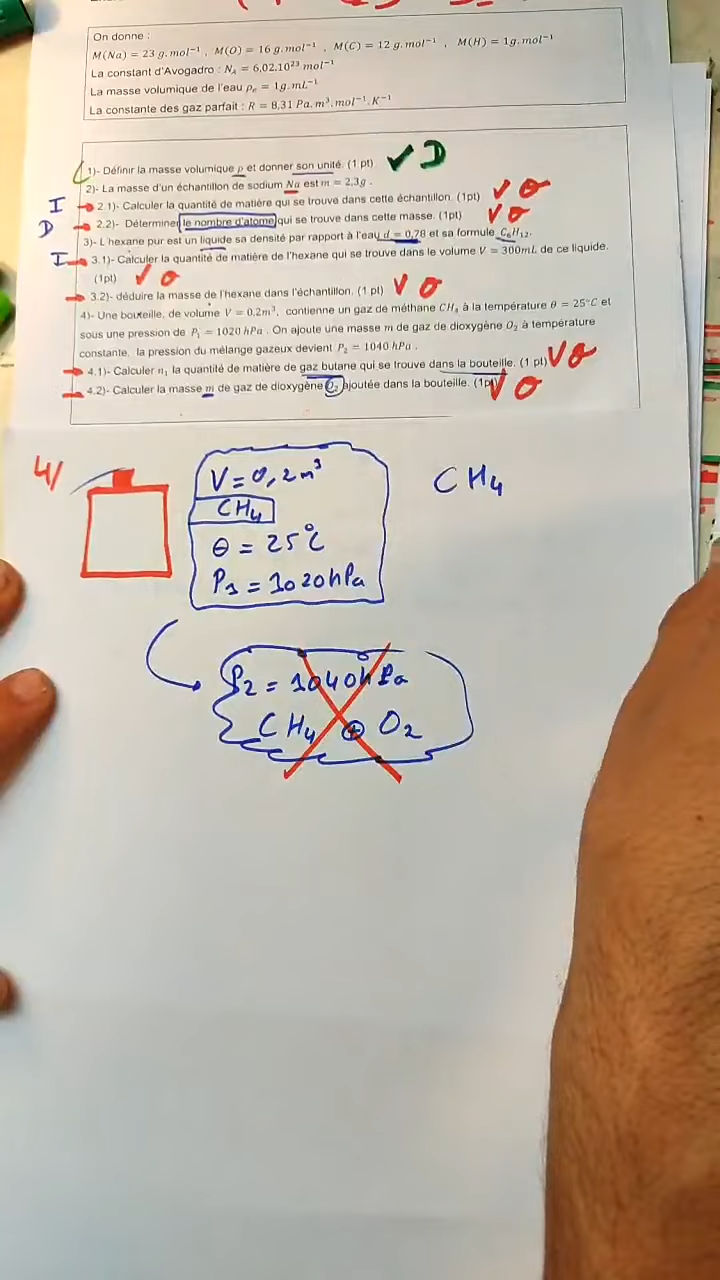 On donne :
M(Na) = 23 g.mol⁻¹ , M(O) = 16 g.mol⁻¹ , M(C) = 12 g.mol⁻¹ , M(H) = 1g.mol⁻¹
La constant d'Avogadro : N_A = 6,02.10²³ mol⁻¹
La masse volumique de l'eau ρₑ = 1g.mL⁻¹
La constante des gaz parfait : R = 8,31 Pa.m³.mol⁻¹.K⁻¹
1)- Définir la masse volumique ρ et donner son unité. (1 pt) D
2)- La masse d'un échantillon de sodium Na est m = 2,3g .
I 2.1)- Calculer la quantité de matière qui se trouve dans cette échantillon. (1pt)
D 2.2)- Déterminer le nombre d'atome qui se trouve dans cette masse. (1pt)
3)- L'hexane pur est un liquide sa densité par rapport à l'eau d = 0,78 et sa formule C₆H₁₂.
I 3.1)- Calculer la quantité de matière de l'hexane qui se trouve dans le volume V = 300mL de ce liquide.
(1pt)
3.2)- déduire la masse de l'hexane dans l'échantillon. (1 pt)
4)- Une bouteille, de volume V = 0,2m³, contienne un gaz de méthane CH₄ à la température θ = 25°C et
sous une pression de P₁ = 1020 hPa . On ajoute une masse m de gaz de dioxygène O₂ à température
constante, la pression du mélange gazeux devient P₂ = 1040 hPa .
4.1)- Calculer n₁ la quantité de matière de gaz butane qui se trouve dans la bouteille. (1 pt)
4.2)- Calculer la masse m de gaz de dioxygène O₂ ajoutée dans la bouteille. (1pt)
4/
V = 0,2 m³
CH₄
CH₄
θ = 25°C
P₁ = 1020 hPa
P₂ = 1040 hPa
CH₄ ⊕ O₂